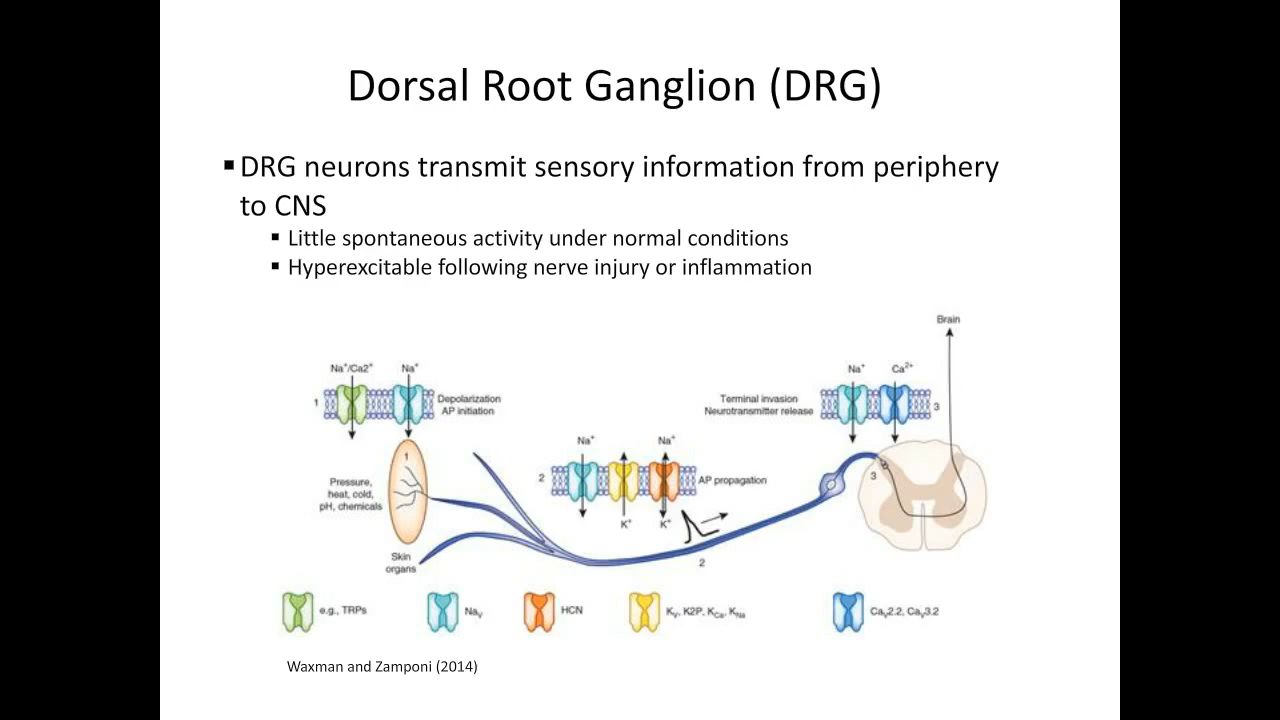 Dorsal Root Ganglion (DRG)
▪ DRG neurons transmit sensory information from periphery
to CNS
▪ Little spontaneous activity under normal conditions
▪ Hyperexcitable following nerve injury or inflammation
Brain
Na⁺/Ca2⁺ Na⁺
1
Depolarization
AP initiation
Na⁺ Ca²⁺
Terminal invasion
Neurotransmitter release
3
1
Pressure,
heat, cold,
pH, chemicals
Skin
organs
Na⁺ Na⁺
2
AP propagation
K⁺ K⁺
2
3
e.g., TRPs
Naᵥ
HCN
Kᵥ, K2P, K_Ca, K_Na
Caᵥ2.2, Caᵥ3.2
Waxman and Zamponi (2014)